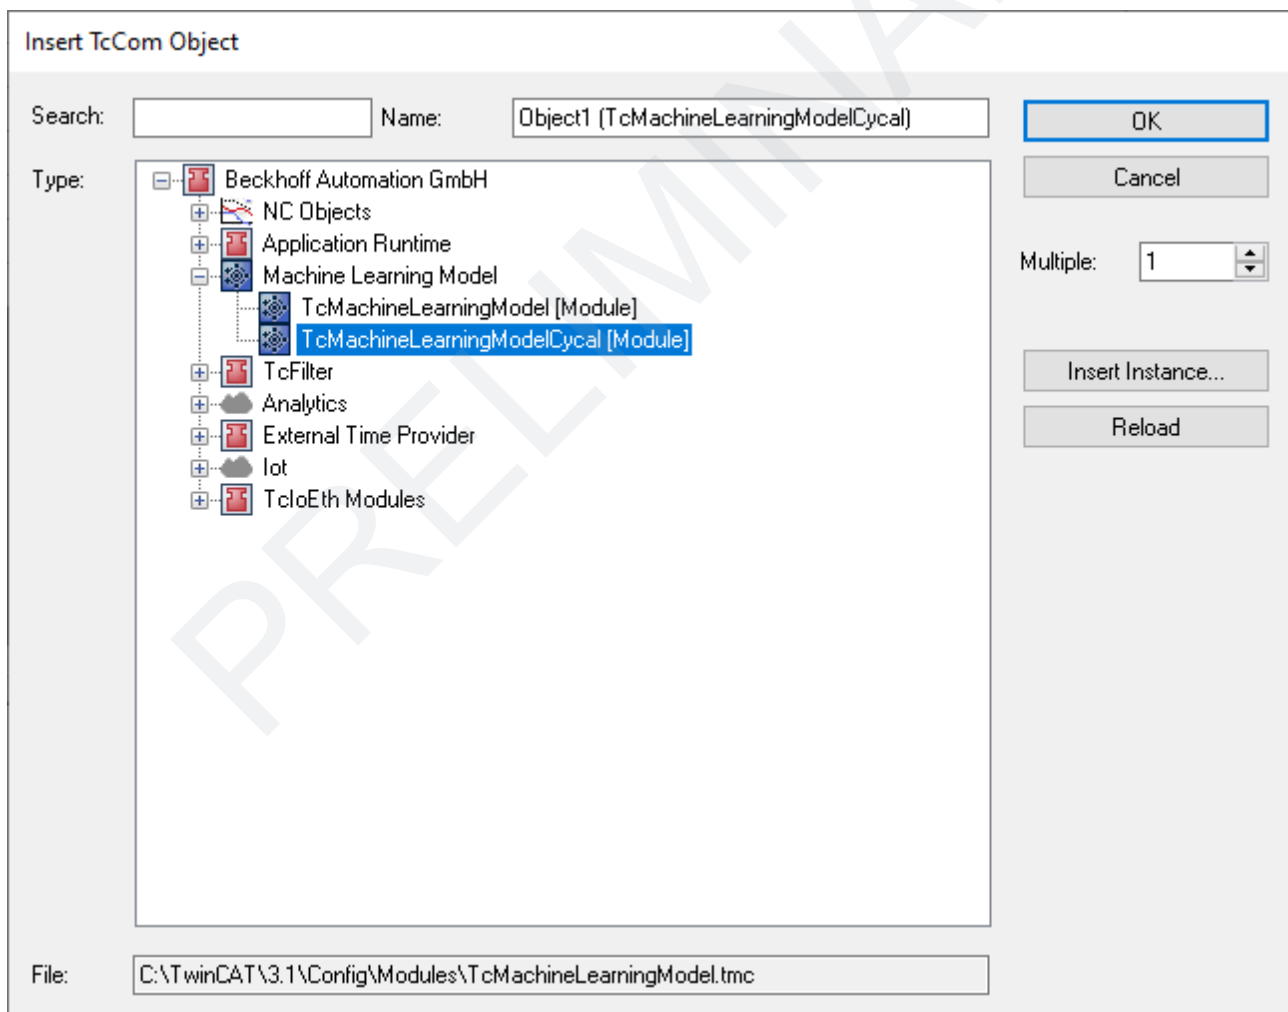 Insert TcCom Object
Search:
Name:
Object1 (TcMachineLearningModelCycal)
OK
Type:
Beckhoff Automation GmbH
Cancel
NC Objects
Application Runtime
Multiple:
1
Machine Learning Model
TcMachineLearningModel [Module]
TcMachineLearningModelCycal [Module]
TcFilter
Insert Instance...
Analytics
Reload
External Time Provider
Iot
TcIoEth Modules
File:
C:\TwinCAT\3.1\Config\Modules\TcMachineLearningModel.tmc
PRELIMINA